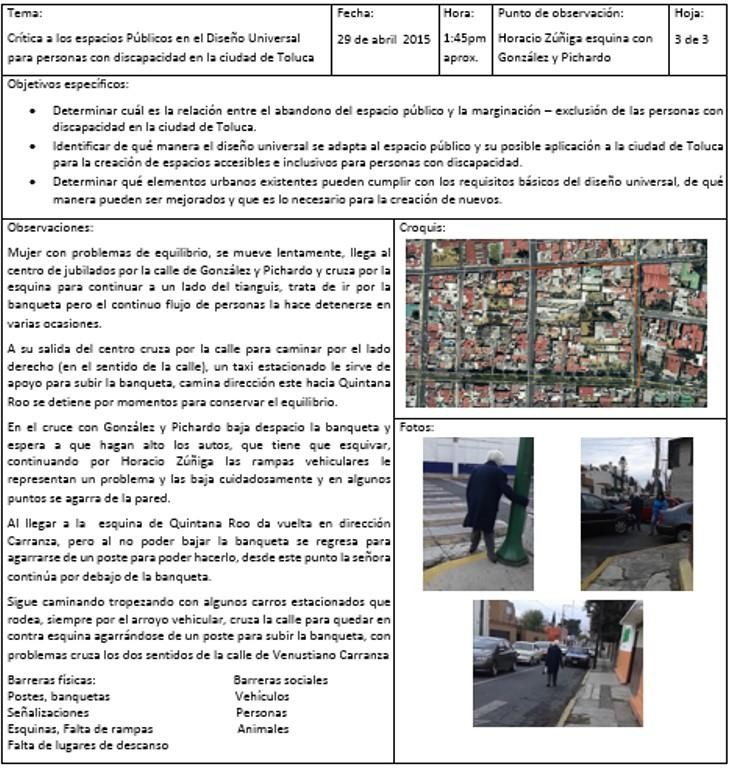 Tema:
Crítica a los espacios Públicos en el Diseño Universal
para personas con discapacidad en la ciudad de Toluca
Fecha:
29 de abril 2015
Hora:
1:45pm
aprox.
Punto de observación:
Horacio Zúñiga esquina con
González y Pichardo
Hoja:
3 de 3
Objetivos específicos:
• Determinar cuál es la relación entre el abandono del espacio público y la marginación – exclusión de las personas con
discapacidad en la ciudad de Toluca.
• Identificar de qué manera el diseño universal se adapta al espacio público y su posible aplicación a la ciudad de Toluca
para la creación de espacios accesibles e inclusivos para personas con discapacidad.
• Determinar qué elementos urbanos existentes pueden cumplir con los requisitos básicos del diseño universal, de qué
manera pueden ser mejorados y que es lo necesario para la creación de nuevos.
Observaciones:
Mujer con problemas de equilibrio, se mueve lentamente, llega al
centro de jubilados por la calle de González y Pichardo y cruza por la
esquina para continuar a un lado del tianguis, trata de ir por la
banqueta pero el continuo flujo de personas la hace detenerse en
varias ocasiones.
A su salida del centro cruza por la calle para caminar por el lado
derecho (en el sentido de la calle), un taxi estacionado le sirve de
apoyo para subir la banqueta, camina dirección este hacia Quintana
Roo se detiene por momentos para conservar el equilibrio.
En el cruce con González y Pichardo baja despacio la banqueta y
espera a que hagan alto los autos, que tiene que esquivar,
continuando por Horacio Zúñiga las rampas vehiculares le
representan un problema y las baja cuidadosamente y en algunos
puntos se agarra de la pared.
Al llegar a la esquina de Quintana Roo da vuelta en dirección
Carranza, pero al no poder bajar la banqueta se regresa para
agarrarse de un poste para poder hacerlo, desde este punto la señora
continúa por debajo de la banqueta.
Sigue caminando tropezando con algunos carros estacionados que
rodea, siempre por el arroyo vehicular, cruza la calle para quedar en
contra esquina agarrándose de un poste para subir la banqueta, con
problemas cruza los dos sentidos de la calle de Venustiano Carranza
Barreras físicas:
Postes, banquetas
Señalizaciones
Esquinas, Falta de rampas
Falta de lugares de descanso
Barreras sociales
Vehículos
Personas
Animales
Croquis:
Fotos: